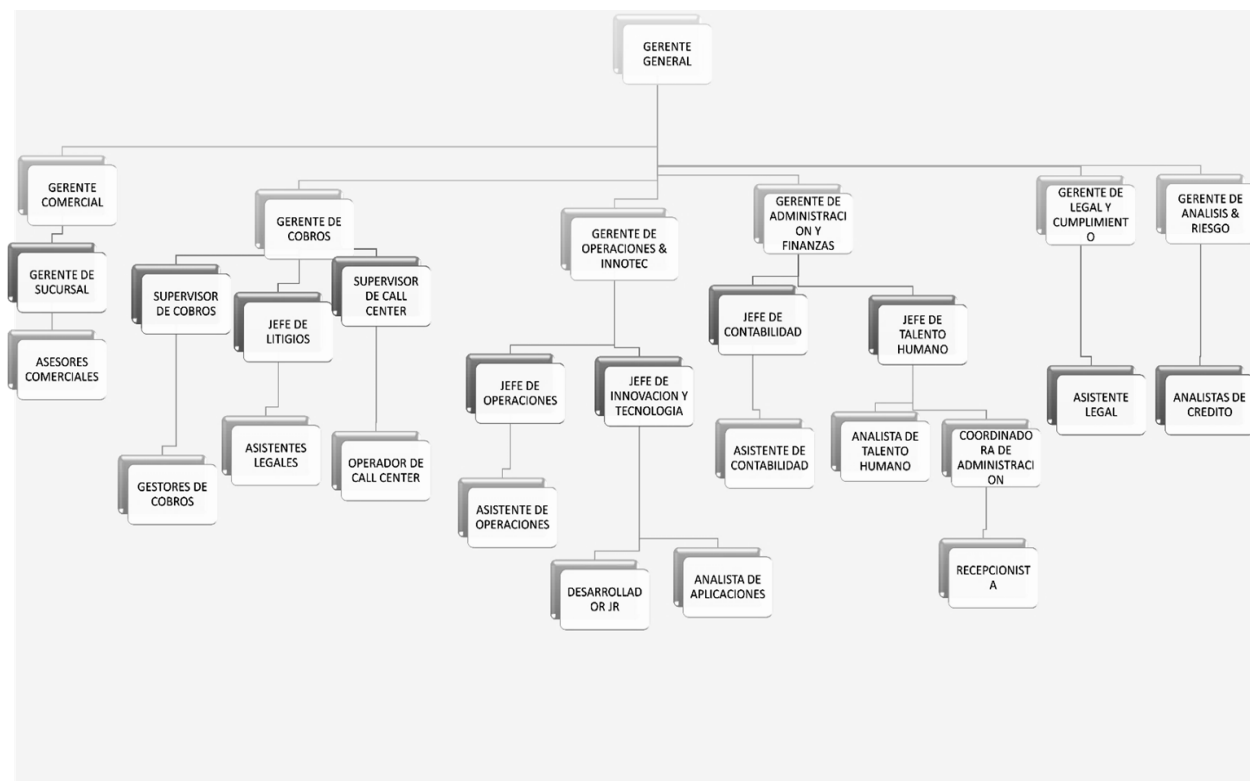 GERENTE
GENERAL
GERENTE
COMERCIAL
GERENTE DE
SUCURSAL
ASESORES
COMERCIALES
GERENTE DE
COBROS
SUPERVISOR
DE COBROS
GESTORES DE
COBROS
JEFE DE
LITIGIOS
ASISTENTES
LEGALES
SUPERVISOR
DE CALL
CENTER
OPERADOR DE
CALL CENTER
GERENTE DE
OPERACIONES &
INNOTEC
JEFE DE
OPERACIONES
ASISTENTE DE
OPERACIONES
JEFE DE
INNOVACION Y
TECNOLOGIA
DESARROLLAD
OR JR
ANALISTA DE
APLICACIONES
GERENTE DE
ADMINISTRACI
ON Y
FINANZAS
JEFE DE
CONTABILIDAD
ASISTENTE DE
CONTABILIDAD
JEFE DE
TALENTO
HUMANO
ANALISTA DE
TALENTO
HUMANO
COORDINADO
RA DE
ADMINISTRACI
ON
RECEPCIONIST
A
GERENTE DE
LEGAL Y
CUMPLIMIENT
O
ASISTENTE
LEGAL
GERENTE DE
ANALISIS &
RIESGO
ANALISTAS DE
CREDITO